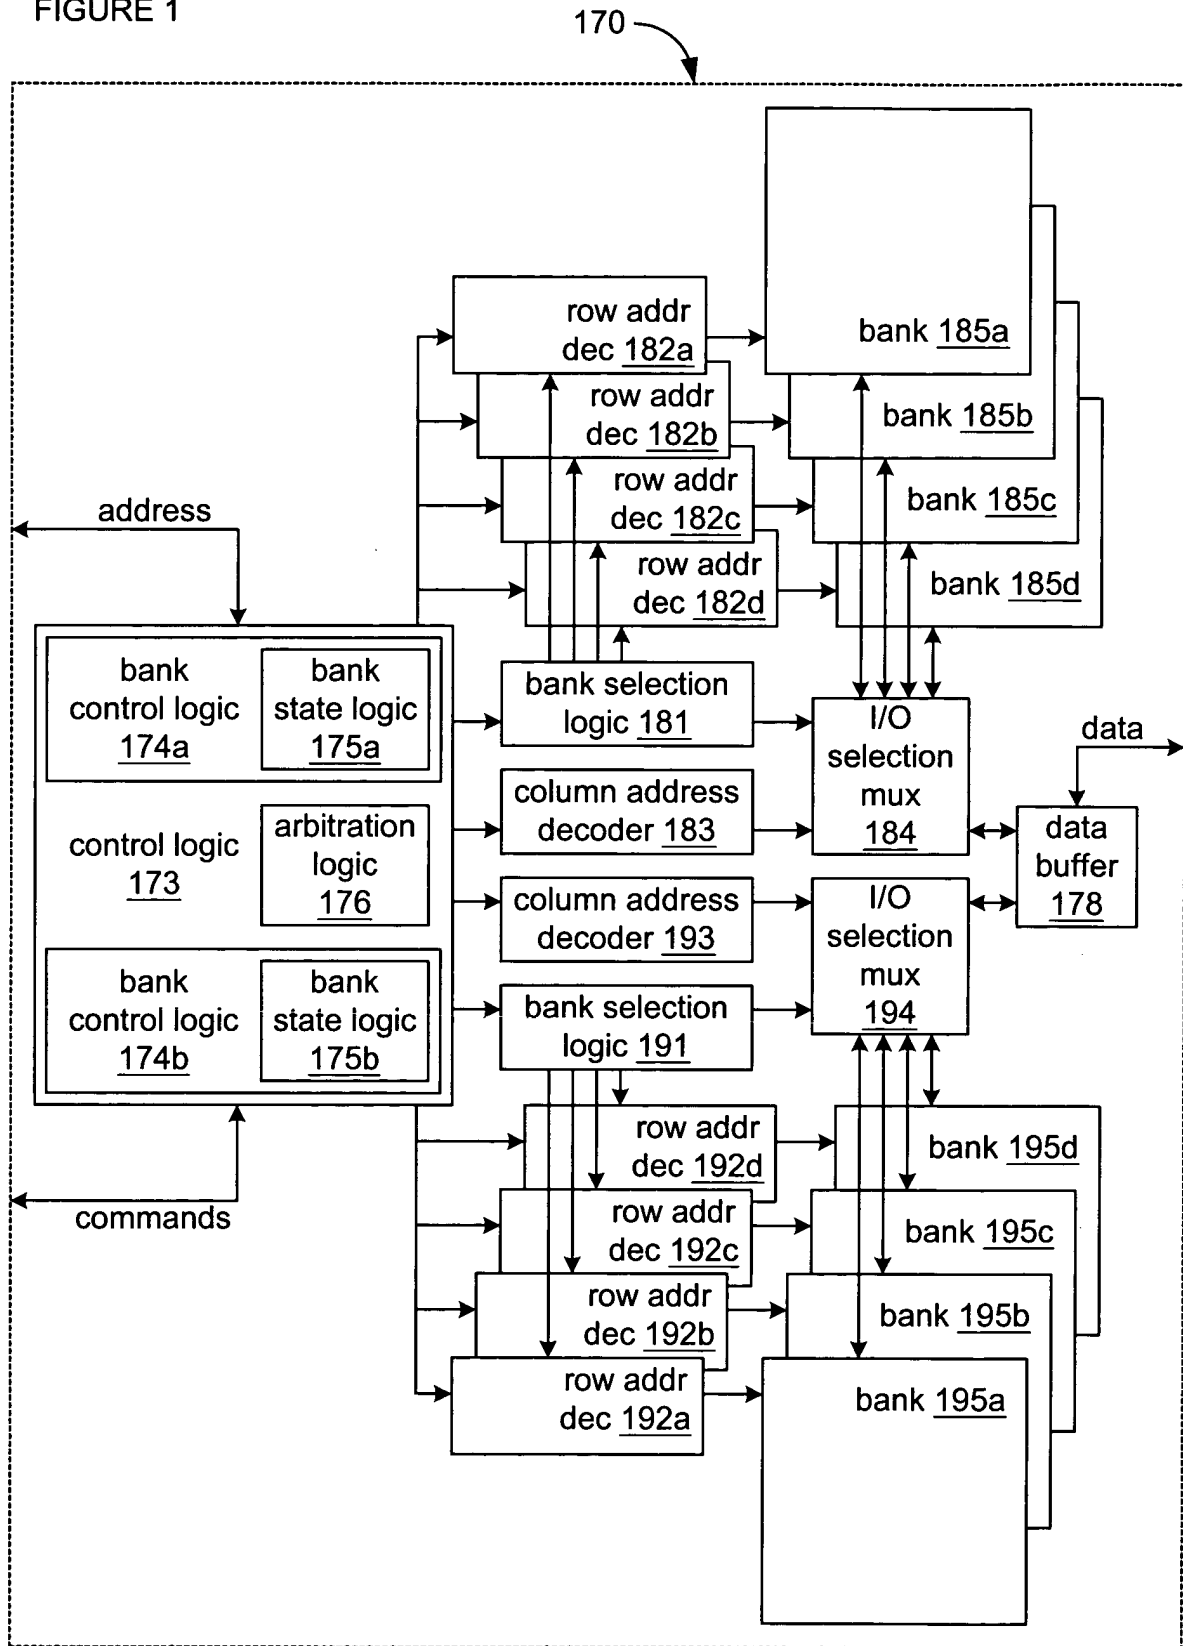 FIGURE 1
170
row addr
dec 182a
bank 185a
row addr
dec 182b
bank 185b
row addr
dec 182c
bank 185c
row addr
dec 182d
bank 185d
address
bank
control logic
174a
bank
state logic
175a
bank selection
logic 181
I/O
selection
mux
184
data
column address
decoder 183
control logic
173
arbitration
logic
176
data
buffer
178
column address
decoder 193
I/O
selection
mux
194
bank
control logic
174b
bank
state logic
175b
bank selection
logic 191
commands
row addr
dec 192d
bank 195d
row addr
dec 192c
bank 195c
row addr
dec 192b
bank 195b
row addr
dec 192a
bank 195a